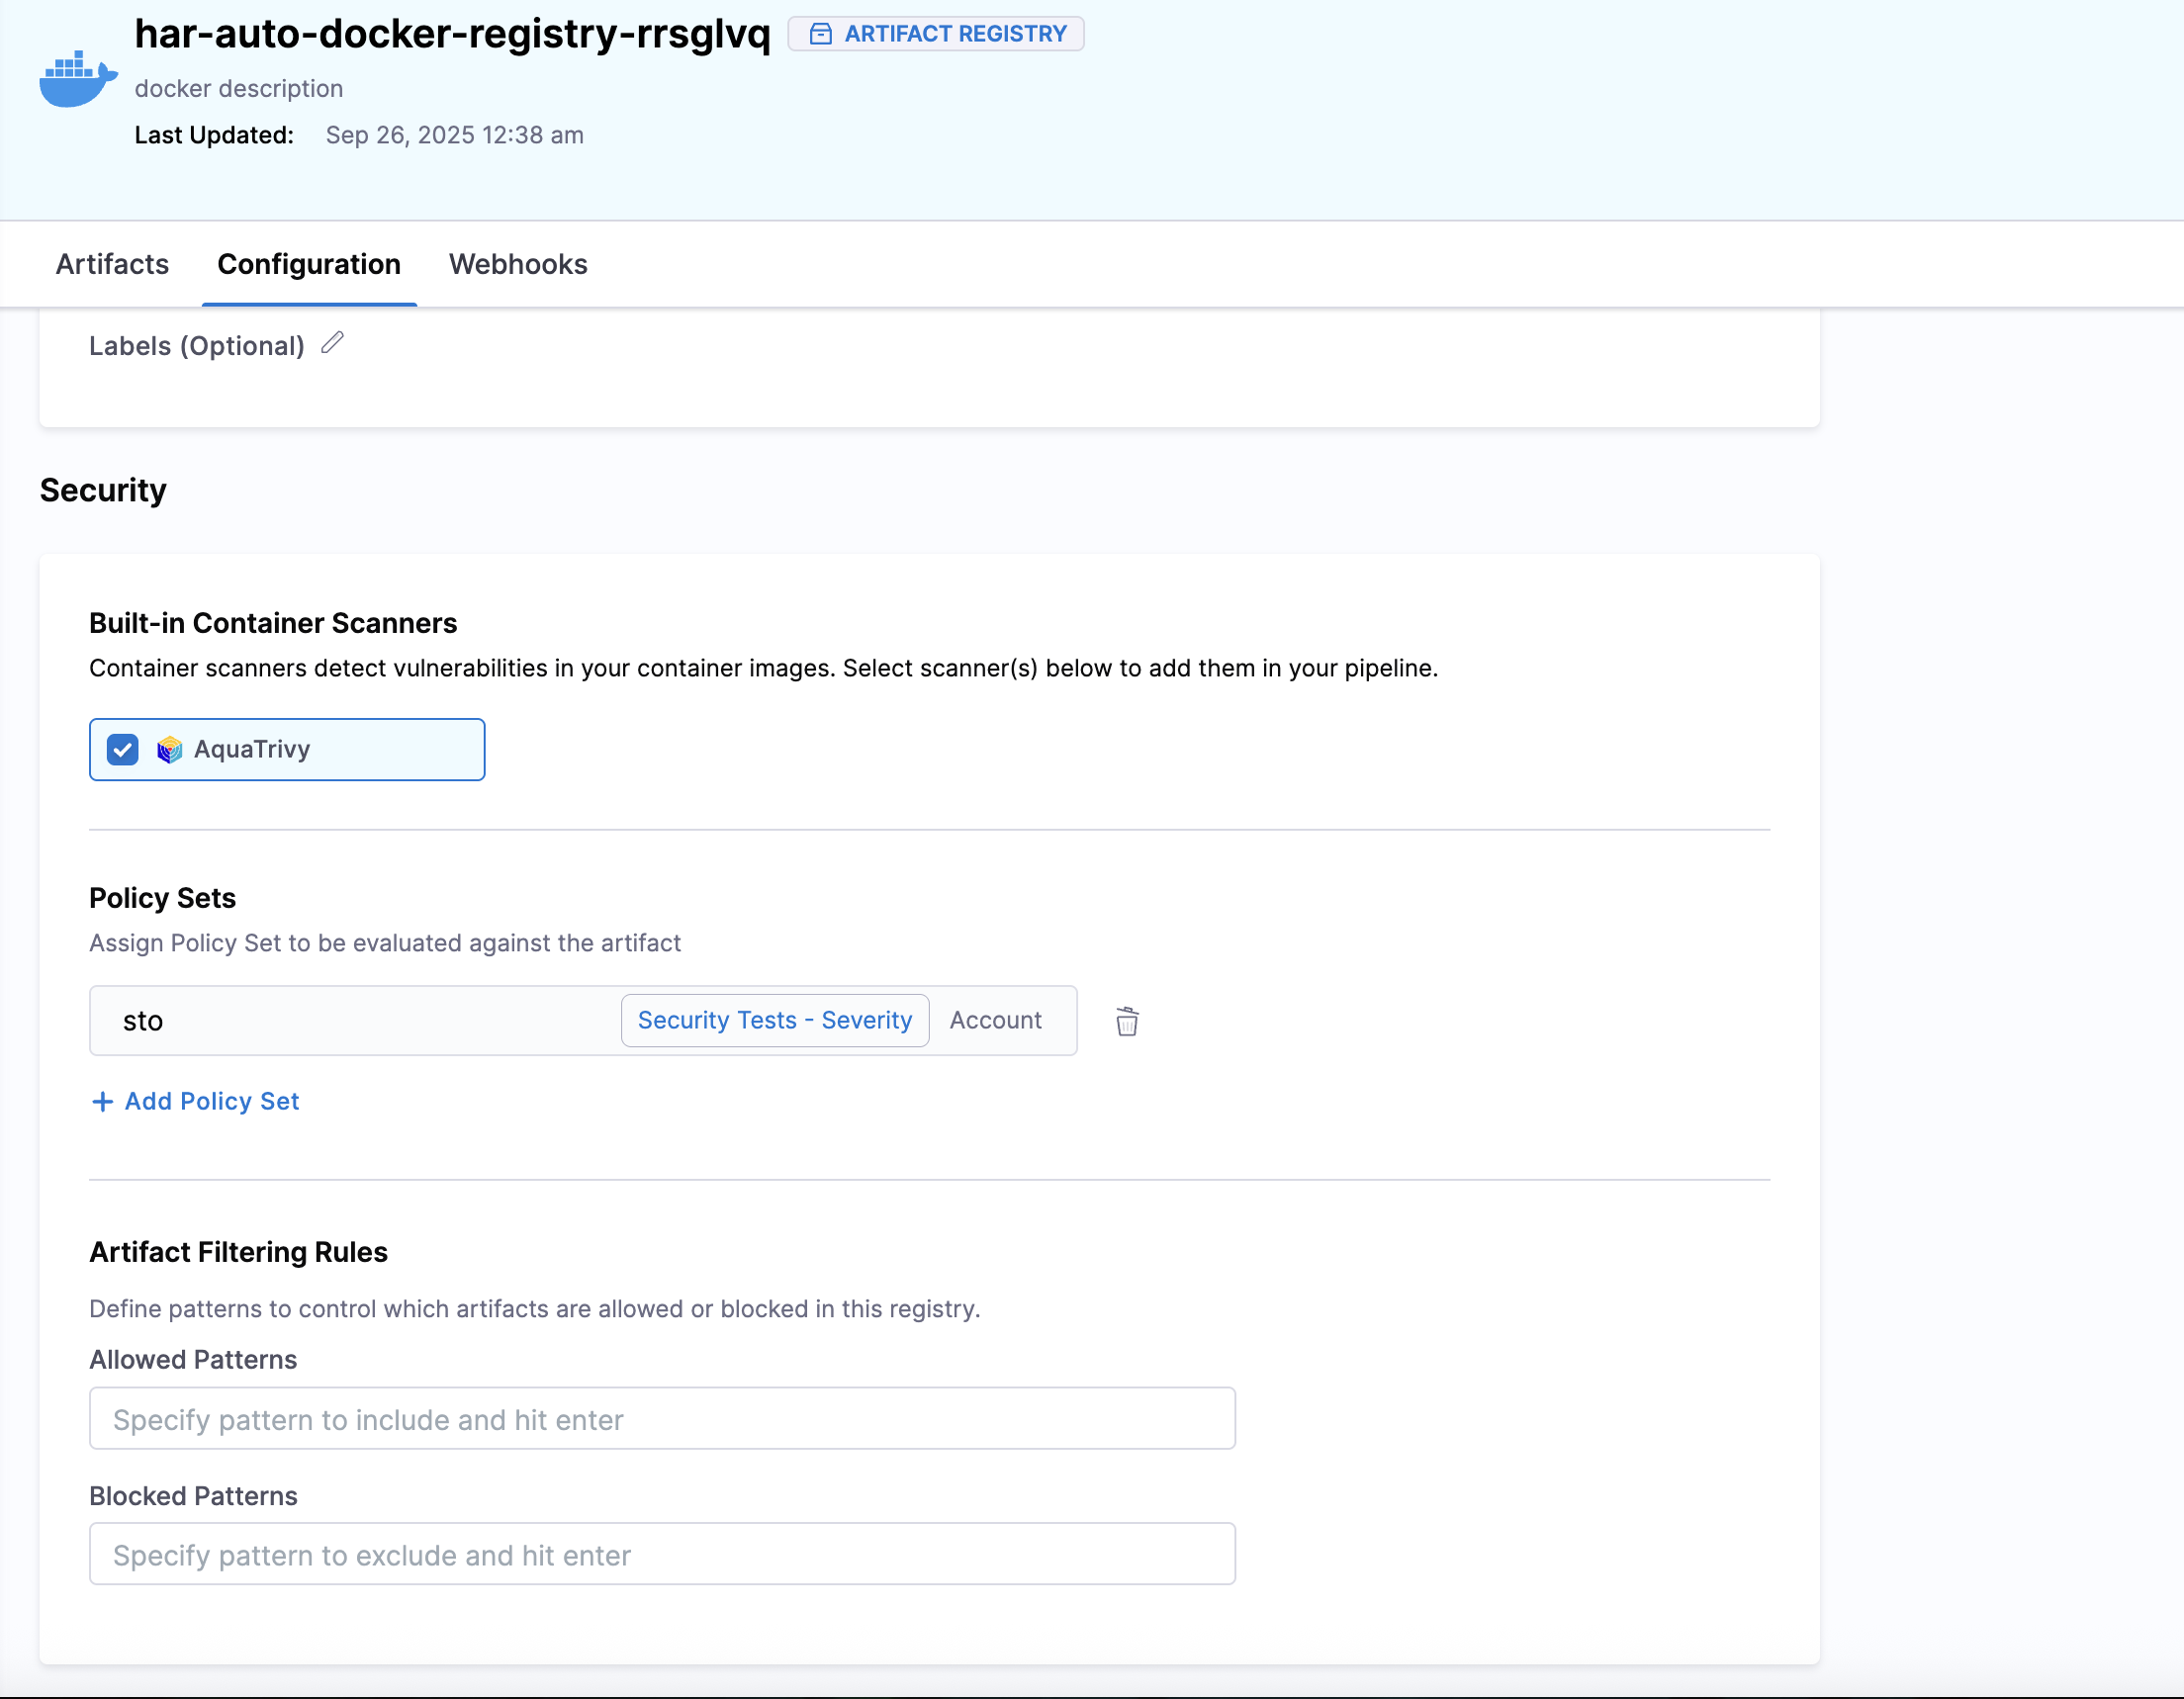 har-auto-docker-registry-rrsglvq ARTIFACT REGISTRY
docker description
Last Updated: Sep 26, 2025 12:38 am
Artifacts Configuration Webhooks
Labels (Optional)
Security
Built-in Container Scanners
Container scanners detect vulnerabilities in your container images. Select scanner(s) below to add them in your pipeline.
AquaTrivy
Policy Sets
Assign Policy Set to be evaluated against the artifact
sto Security Tests - Severity Account
+ Add Policy Set
Artifact Filtering Rules
Define patterns to control which artifacts are allowed or blocked in this registry.
Allowed Patterns
Specify pattern to include and hit enter
Blocked Patterns
Specify pattern to exclude and hit enter